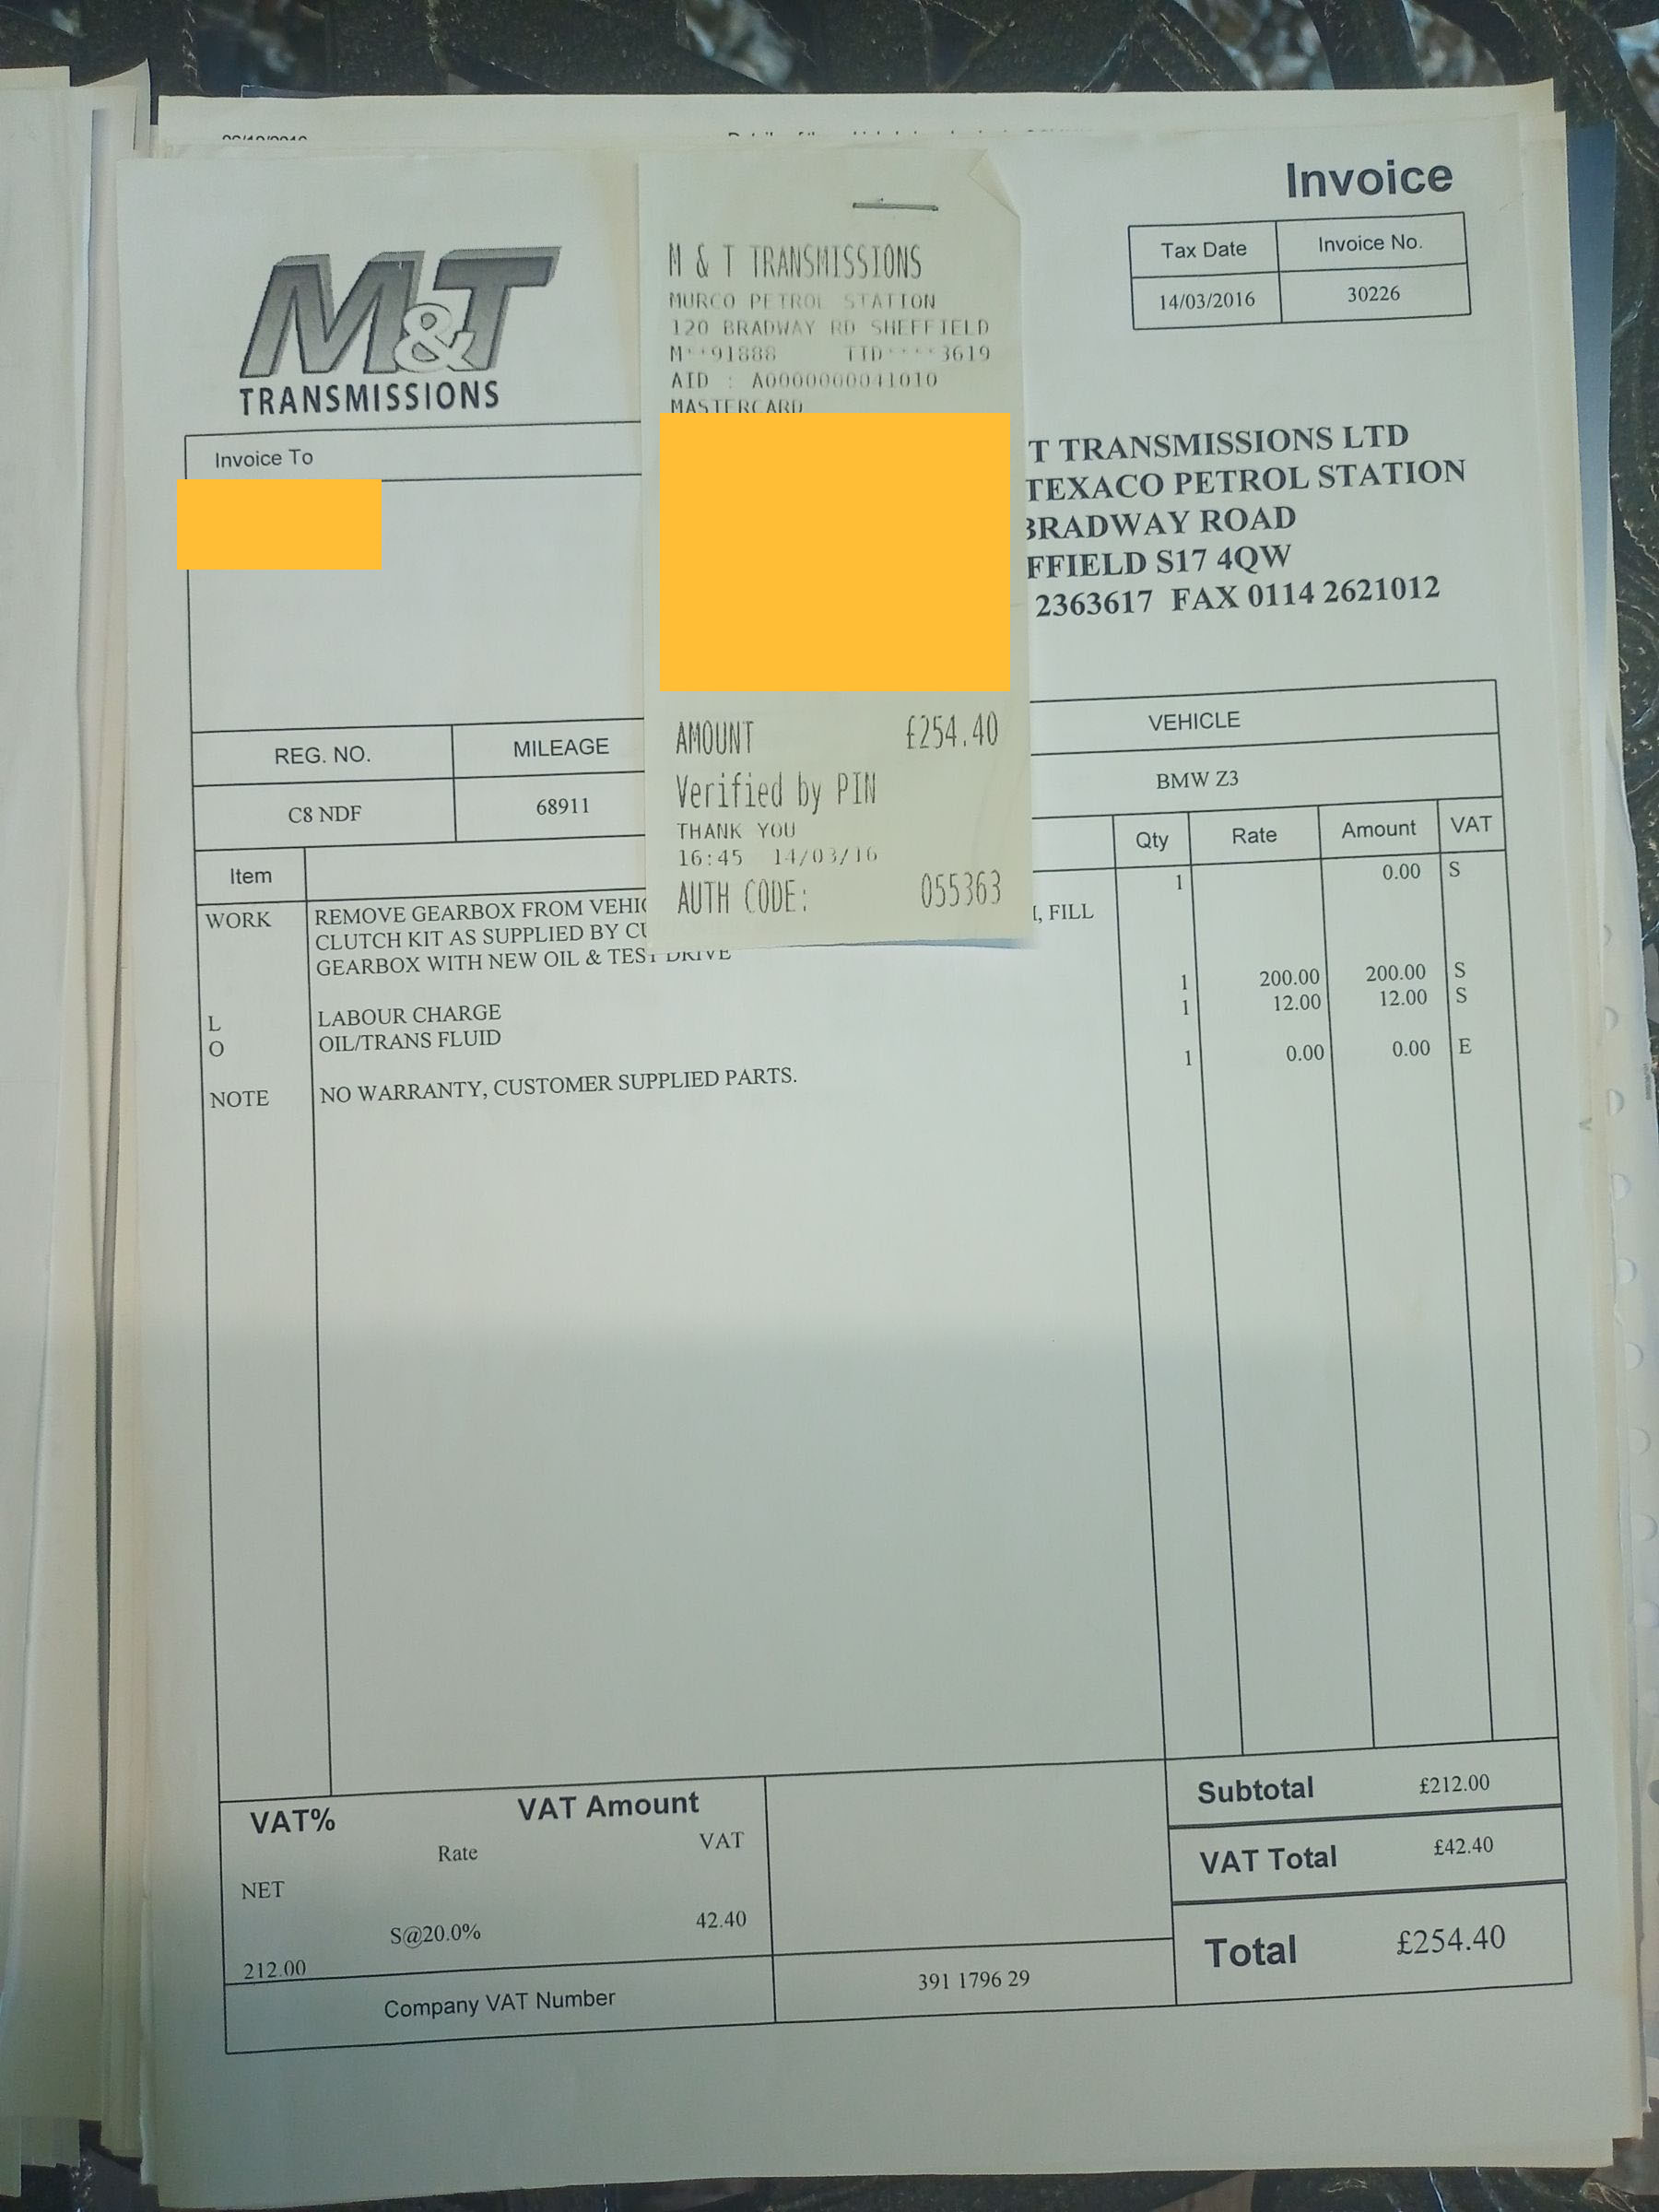 Invoice
Tax Date Invoice No.
14/03/2016 30226
M&T
TRANSMISSIONS
M & T TRANSMISSIONS
MURCO PETROL STATION
120 BRADWAY RD SHEFFIELD
M**91888 TID****3619
AID : A0000000041010
MASTERCARD
AMOUNT £254.40
Verified by PIN
THANK YOU
16:45 14/03/16
AUTH CODE: 055363
Invoice To
T TRANSMISSIONS LTD
TEXACO PETROL STATION
BRADWAY ROAD
FFIELD S17 4QW
2363617 FAX 0114 2621012
REG. NO. MILEAGE VEHICLE
C8 NDF 68911 BMW Z3
Item Qty Rate Amount VAT
WORK REMOVE GEARBOX FROM VEHIC , FILL 1 0.00 S
CLUTCH KIT AS SUPPLIED BY CU
GEARBOX WITH NEW OIL & TEST DRIVE
L LABOUR CHARGE 1 200.00 200.00 S
O OIL/TRANS FLUID 1 12.00 12.00 S
NOTE NO WARRANTY, CUSTOMER SUPPLIED PARTS. 1 0.00 0.00 E
VAT% VAT Amount
Rate VAT
NET
S@20.0% 42.40
212.00
Company VAT Number 391 1796 29
Subtotal £212.00
VAT Total £42.40
Total £254.40